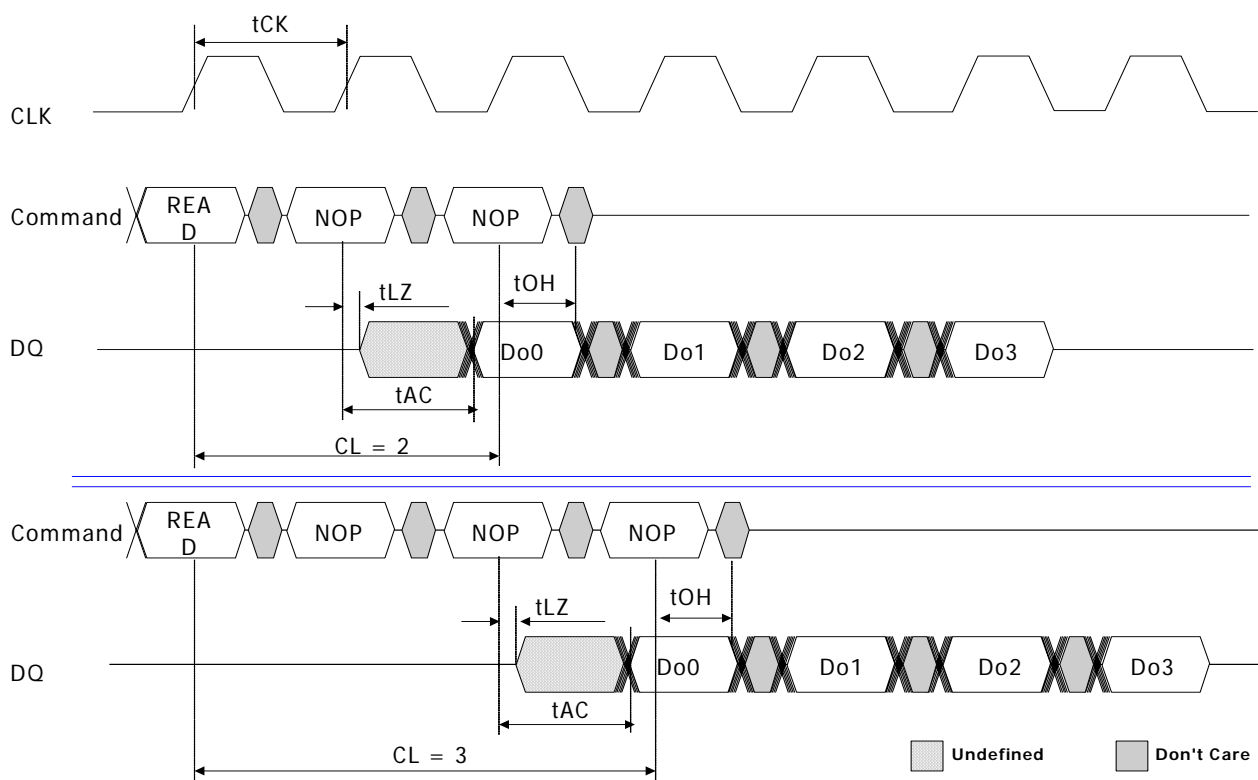 tCK
CLK
Command
REA
D
NOP
NOP
tLZ
tOH
DQ
Do0
Do1
Do2
Do3
tAC
CL = 2
Command
REA
D
NOP
NOP
NOP
tLZ
tOH
DQ
Do0
Do1
Do2
Do3
tAC
CL = 3
Undefined
Don't Care